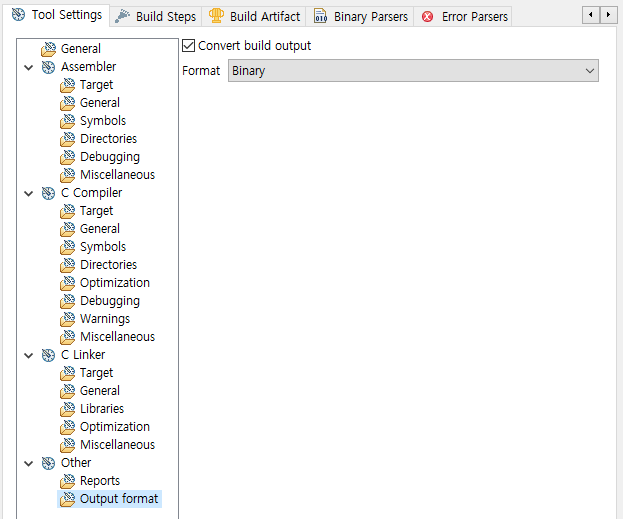 Tool Settings Build Steps Build Artifact Binary Parsers Error Parsers
Convert build output
Format Binary
General
Assembler
Target
General
Symbols
Directories
Debugging
Miscellaneous
C Compiler
Target
General
Symbols
Directories
Optimization
Debugging
Warnings
Miscellaneous
C Linker
Target
General
Libraries
Optimization
Miscellaneous
Other
Reports
Output format